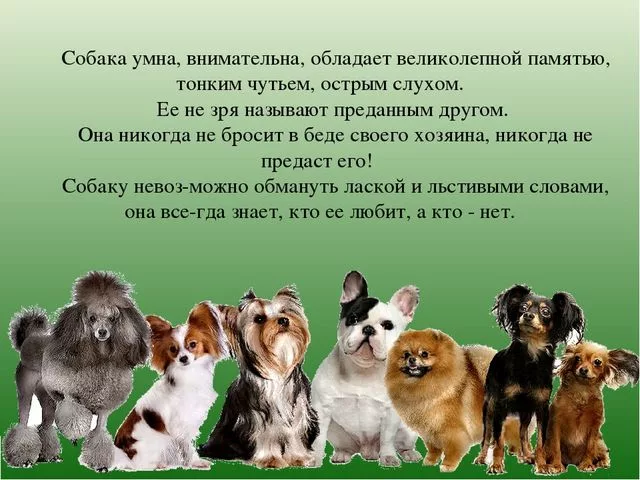 Собака умна, внимательна, обладает великолепной памятью,
тонким чутьем, острым слухом.
Ее не зря называют преданным другом.
Она никогда не бросит в беде своего хозяина, никогда не
предаст его!
Собаку невоз-можно обмануть лаской и льстивыми словами,
она все-гда знает, кто ее любит, а кто - нет.